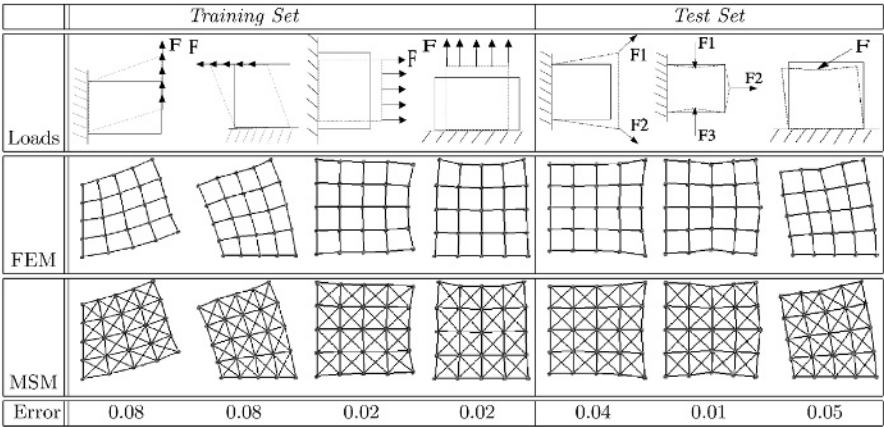 Training Set Test Set
Loads F F F F F1 F2 F1 F2 F3 F
FEM
MSM
Error 0.08 0.08 0.02 0.02 0.04 0.01 0.05